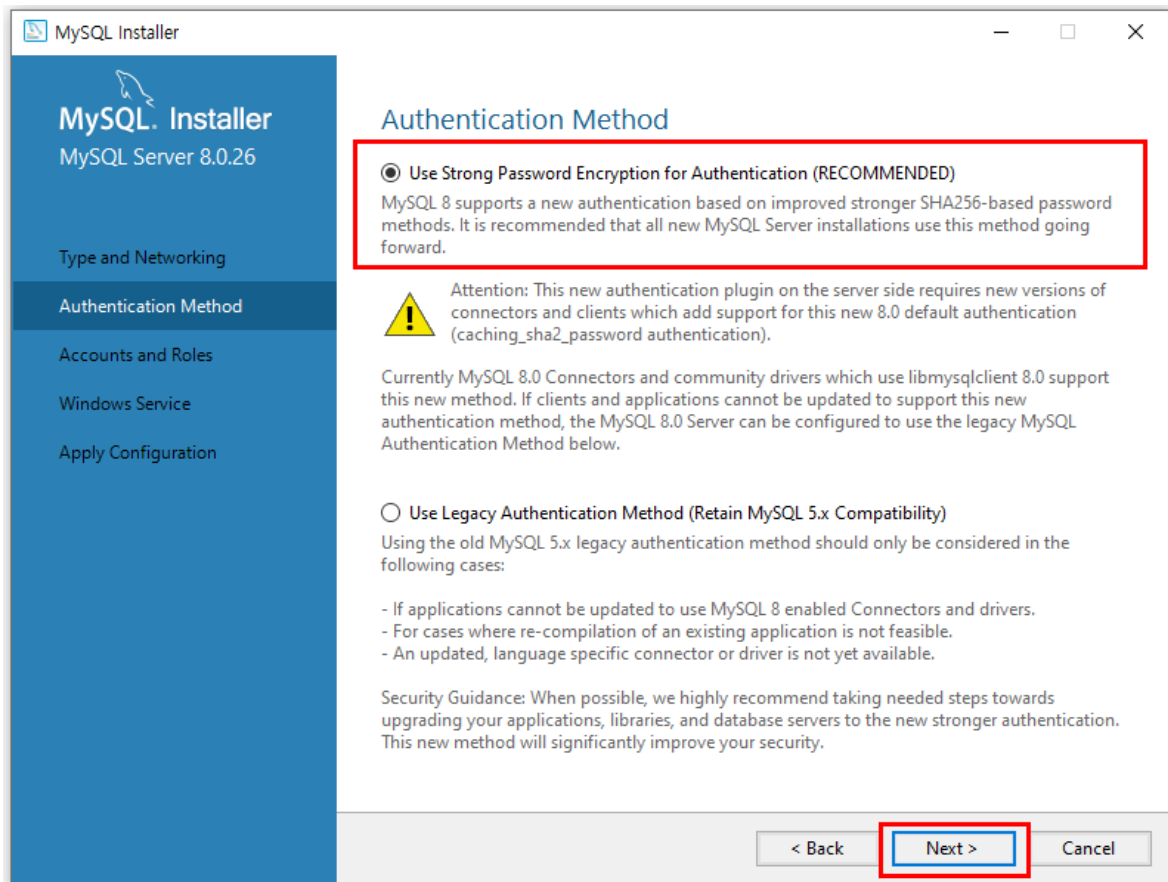 MySQL Installer
MySQL. Installer
MySQL Server 8.0.26
Type and Networking
Authentication Method
Accounts and Roles
Windows Service
Apply Configuration
Authentication Method
Use Strong Password Encryption for Authentication (RECOMMENDED)
MySQL 8 supports a new authentication based on improved stronger SHA256-based password
methods. It is recommended that all new MySQL Server installations use this method going
forward.
Attention: This new authentication plugin on the server side requires new versions of
connectors and clients which add support for this new 8.0 default authentication
(caching_sha2_password authentication).
Currently MySQL 8.0 Connectors and community drivers which use libmysqlclient 8.0 support
this new method. If clients and applications cannot be updated to support this new
authentication method, the MySQL 8.0 Server can be configured to use the legacy MySQL
Authentication Method below.
Use Legacy Authentication Method (Retain MySQL 5.x Compatibility)
Using the old MySQL 5.x legacy authentication method should only be considered in the
following cases:
- If applications cannot be updated to use MySQL 8 enabled Connectors and drivers.
- For cases where re-compilation of an existing application is not feasible.
- An updated, language specific connector or driver is not yet available.
Security Guidance: When possible, we highly recommend taking needed steps towards
upgrading your applications, libraries, and database servers to the new stronger authentication.
This new method will significantly improve your security.
< Back
Next >
Cancel